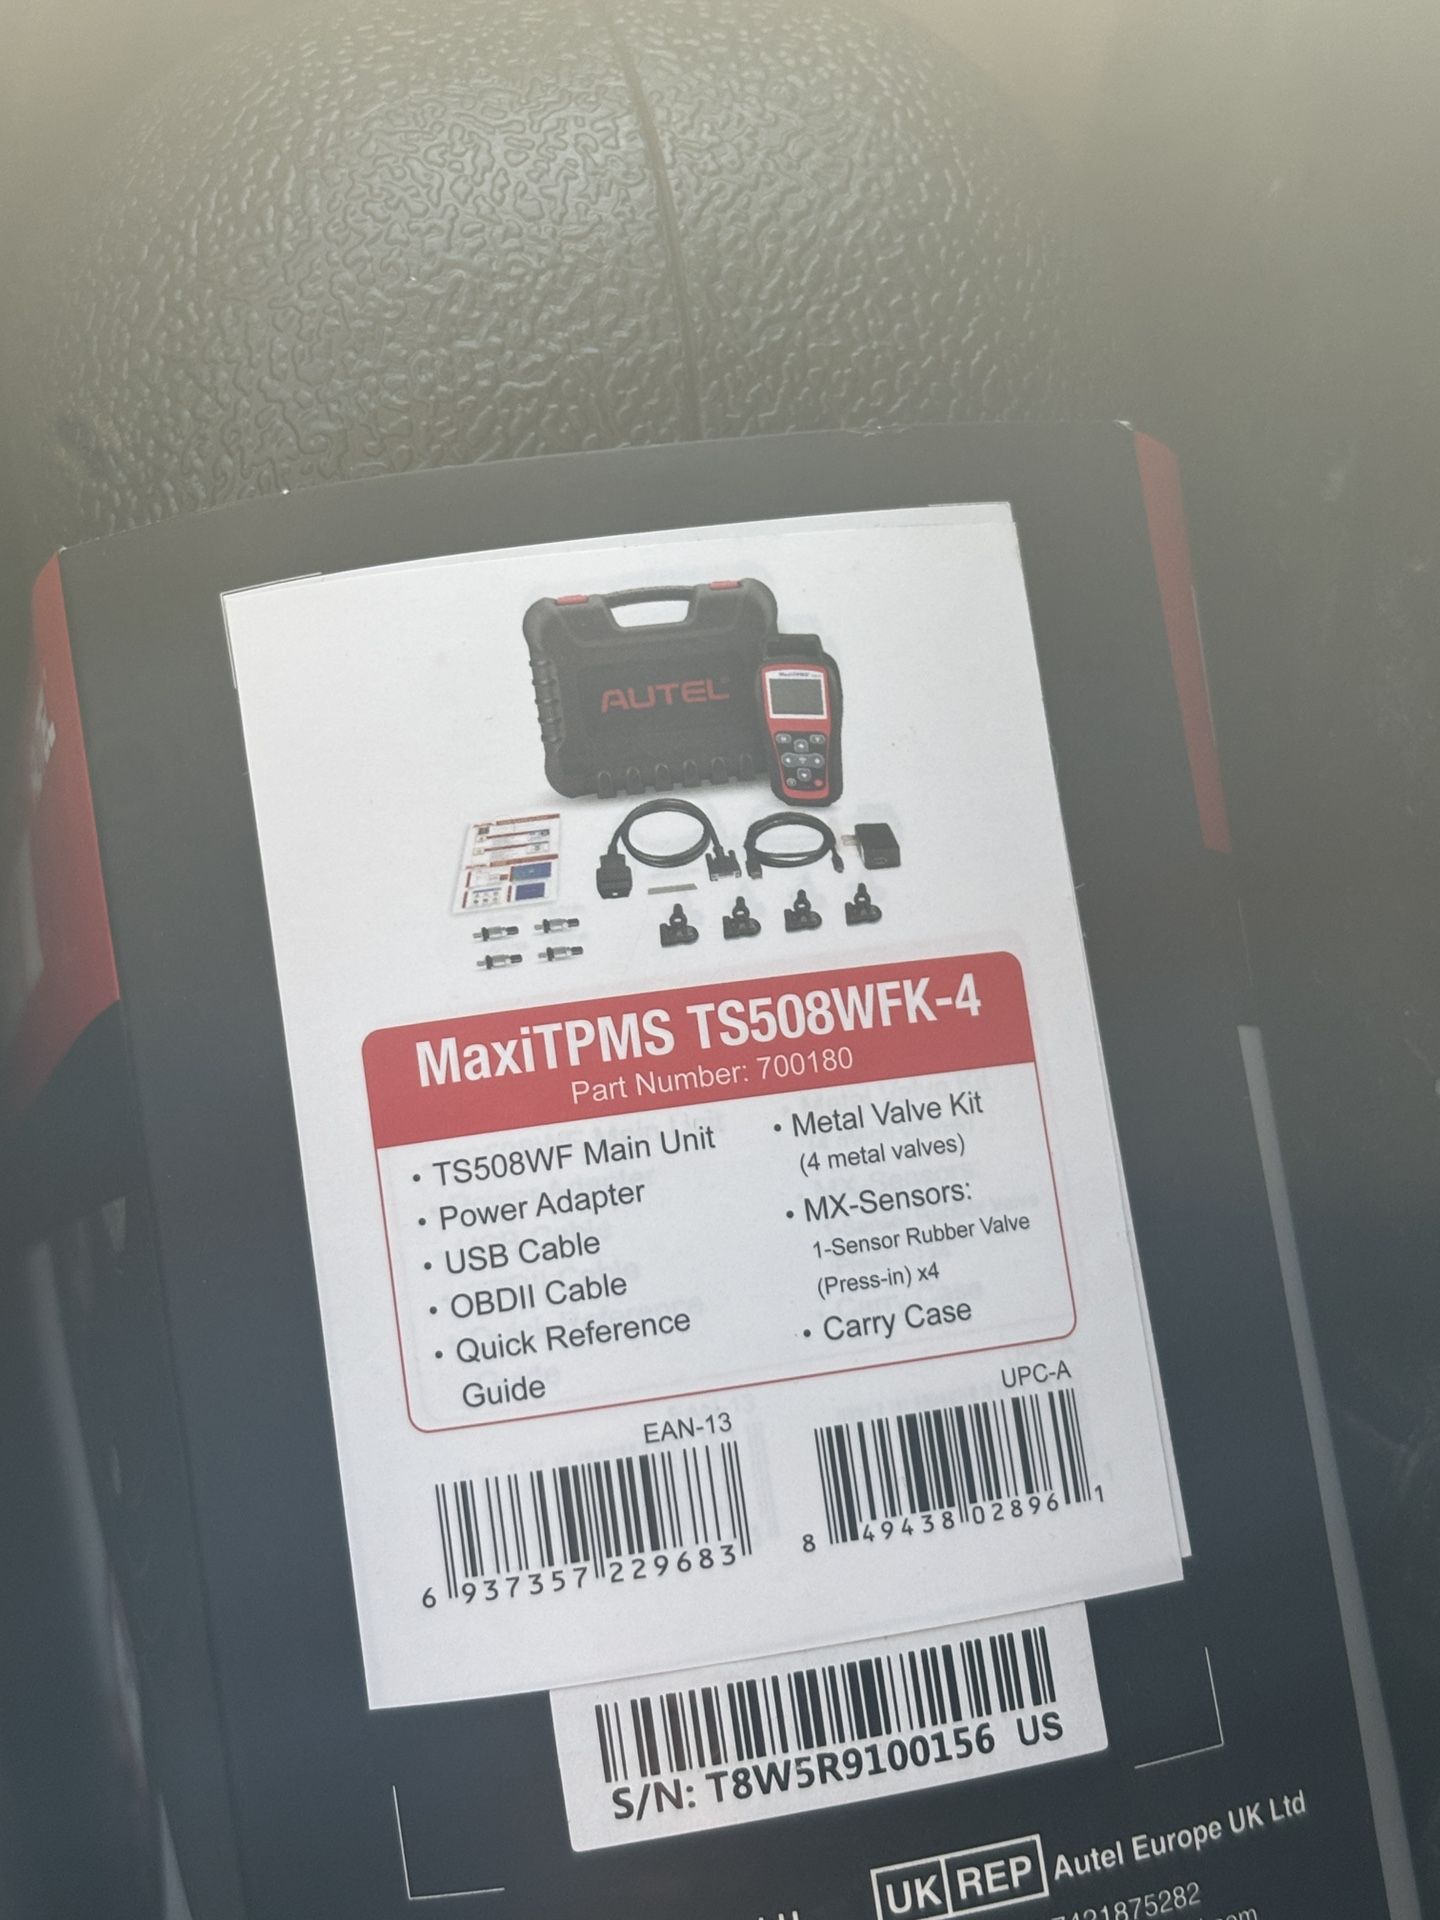 AUTEL
MaxiTPMS
MaxiTPMS TS508WFK-4
Part Number: 700180
• TS508WF Main Unit
• Power Adapter
• USB Cable
• OBDII Cable
• Quick Reference
Guide
• Metal Valve Kit
(4 metal valves)
• MX-Sensors:
1-Sensor Rubber Valve
(Press-in) x4
• Carry Case
EAN-13
6 937357 229683
UPC-A
8 49438 02896 1
S/N: T8W5R9100156 US
UK REP Autel Europe UK Ltd
7421875282